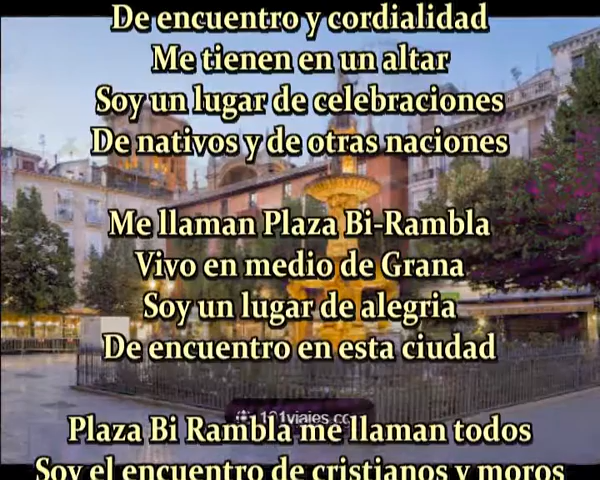 De encuentro y cordialidad
Me tienen en un altar
Soy un lugar de celebraciones
De nativos y de otras naciones
Me llaman Plaza Bi-Rambla
Vivo en medio de Grana
Soy un lugar de alegria
De encuentro en esta ciudad
101viajes.co
Plaza Bi Rambla me llaman todos
Soy el encuentro de cristianos y moros